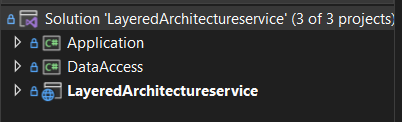 Solution 'LayeredArchitectureservice' (3 of 3 projects)
C# Application
C# DataAccess
LayeredArchitectureservice